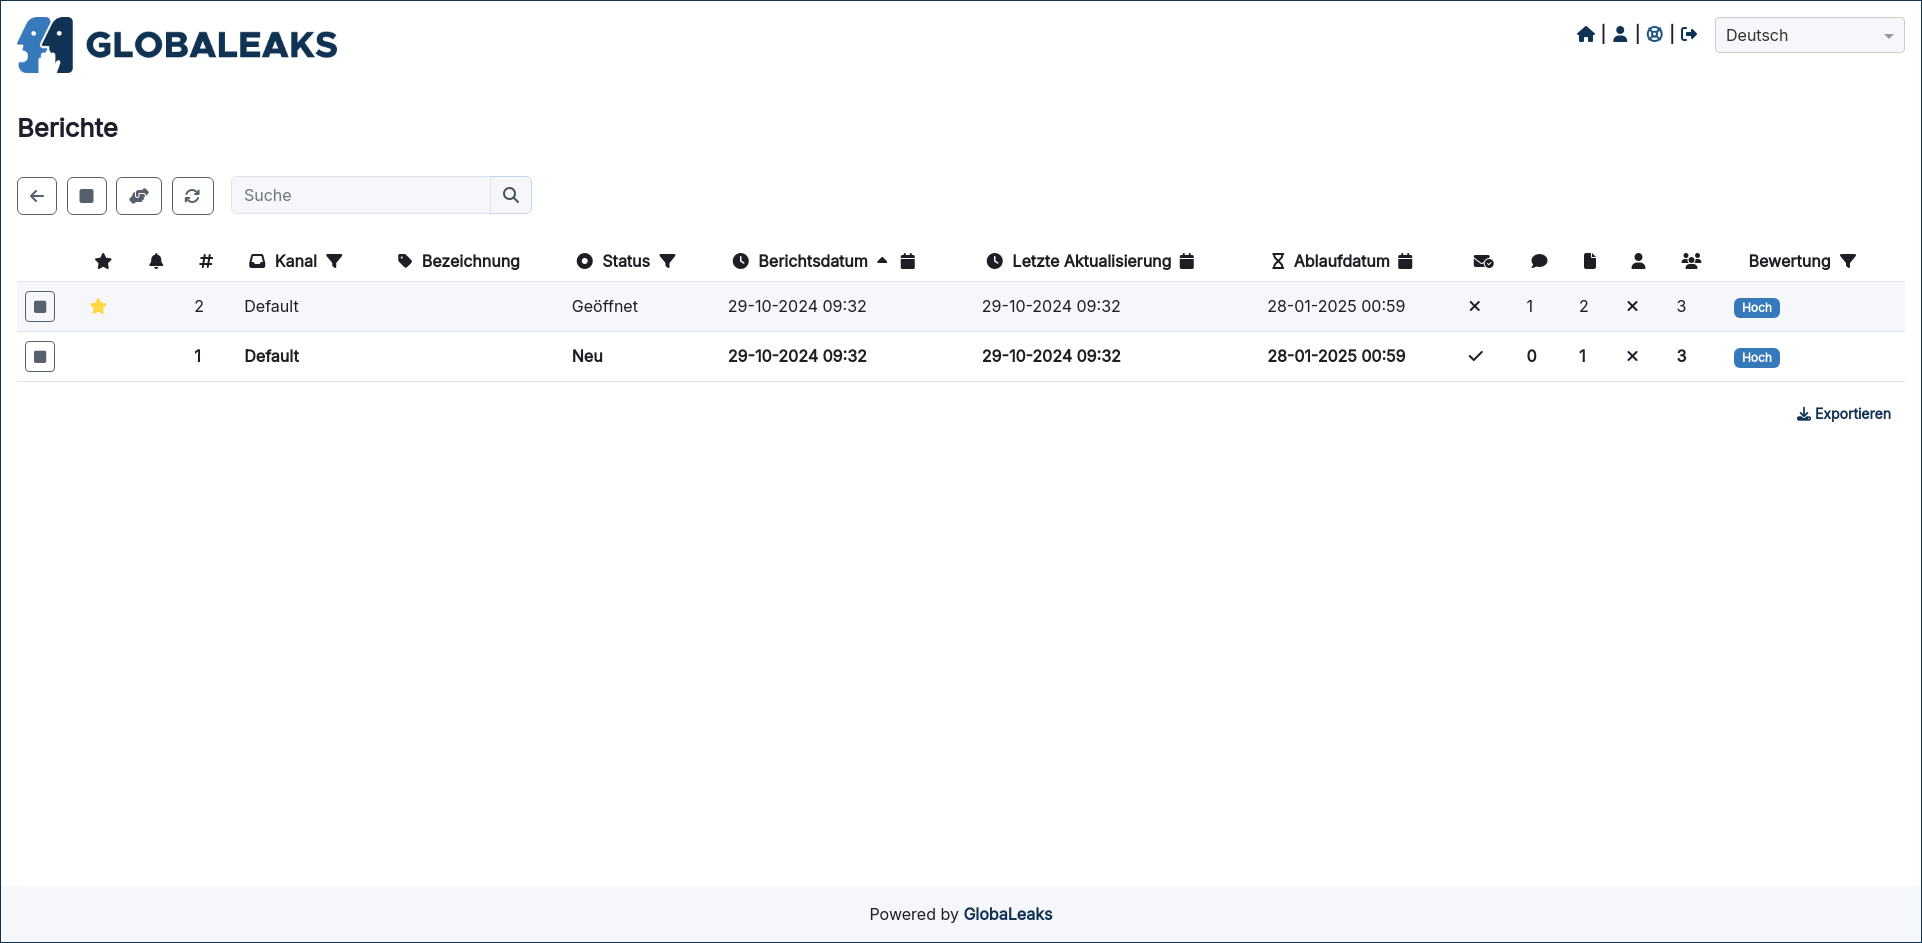 GLOBALEAKS
Deutsch
Berichte
Suche
# Kanal Bezeichnung Status Berichtsdatum Letzte Aktualisierung Ablaufdatum Bewertung
2 Default Geöffnet 29-10-2024 09:32 29-10-2024 09:32 28-01-2025 00:59 1 2 3 Hoch
1 Default Neu 29-10-2024 09:32 29-10-2024 09:32 28-01-2025 00:59 0 1 3 Hoch
Exportieren
Powered by GlobaLeaks